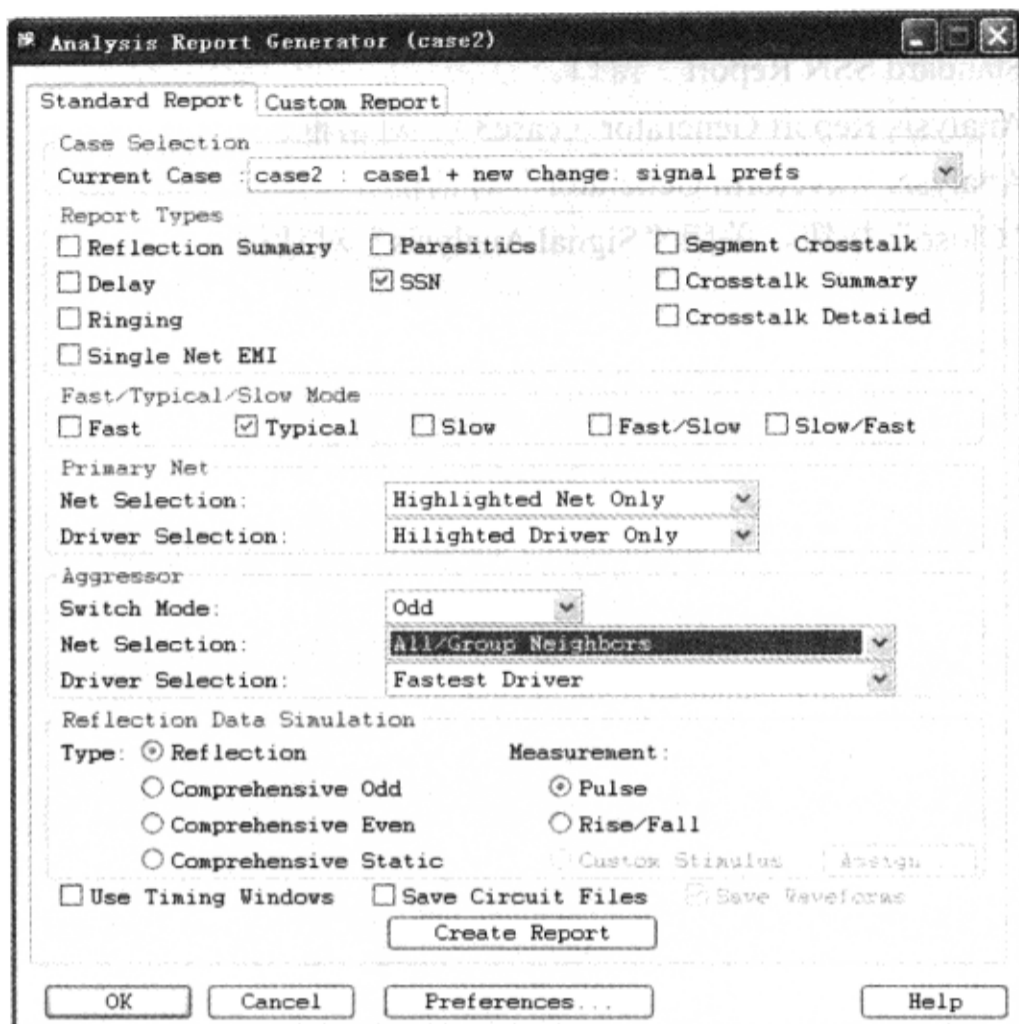 Analysis Report Generator (case2)
Standard Report Custom Report
Case Selection
Current Case : case2 : case1 + new change: signal prefs
Report Types
Reflection Summary Parasitics Segment Crosstalk
Delay SSN Crosstalk Summary
Ringing Crosstalk Detailed
Single Net EMI
Fast/Typical/Slow Mode
Fast Typical Slow Fast/Slow Slow/Fast
Primary Net
Net Selection: Highlighted Net Only
Driver Selection: Hilighted Driver Only
Aggressor
Switch Mode: Odd
Net Selection: All/Group Neighbors
Driver Selection: Fastest Driver
Reflection Data Simulation
Type: Reflection Measurement:
Comprehensive Odd Pulse
Comprehensive Even Rise/Fall
Comprehensive Static Custom Stimulus Assign
Use Timing Windows Save Circuit Files Save Waveforms
Create Report
OK Cancel Preferences... Help